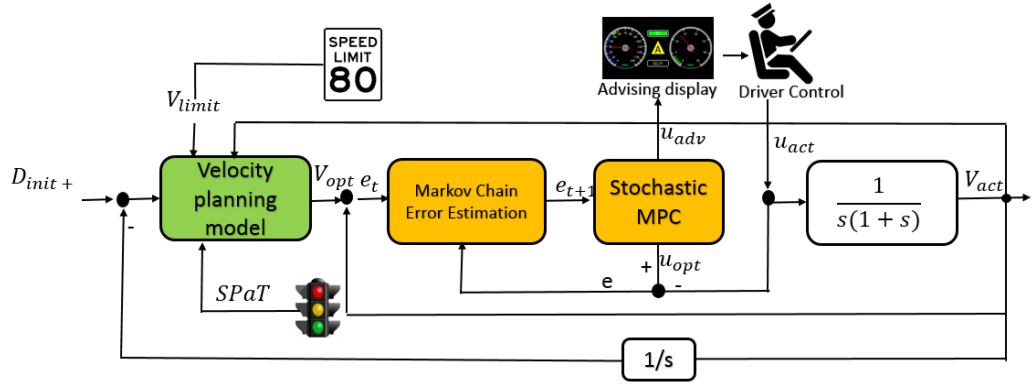 SPEED
LIMIT
80
Advising display
Driver Control
V_limit
u_adv
u_act
D_init +
-
Velocity
planning
model
V_opt
e_t
Markov Chain
Error Estimation
e_{t+1}
Stochastic
MPC
1
s(1 + s)
V_act
+
u_opt
e
-
SPaT
1/s
A